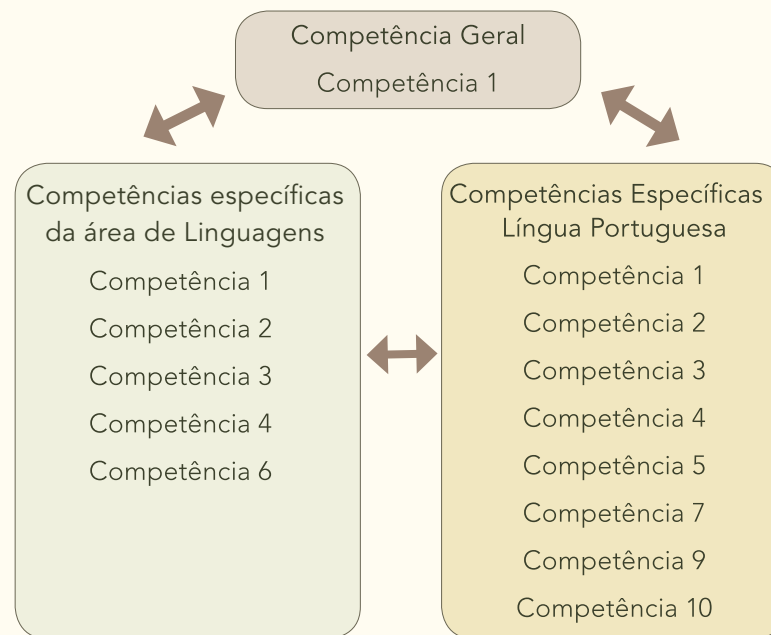 Competência Geral
Competência 1
Competências específicas
da área de Linguagens
Competência 1
Competência 2
Competência 3
Competência 4
Competência 6
Competências Específicas
Língua Portuguesa
Competência 1
Competência 2
Competência 3
Competência 4
Competência 5
Competência 7
Competência 9
Competência 10